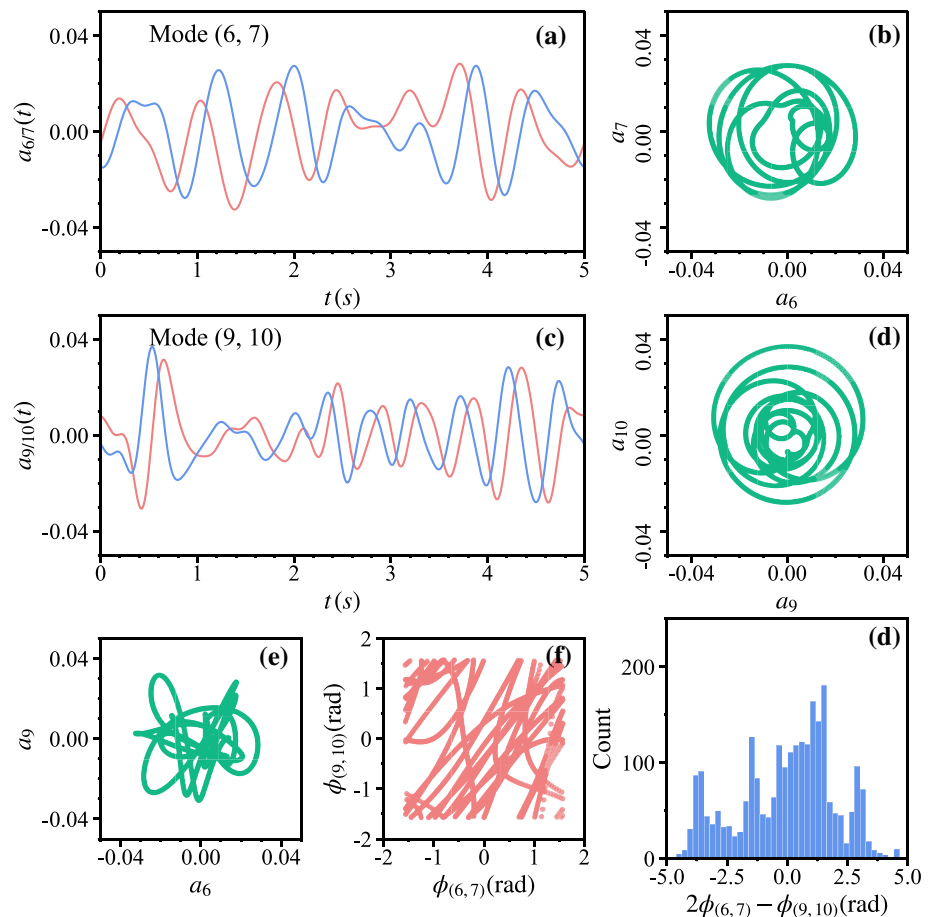 Mode (6, 7)
(a)
0.04
0.00
-0.04
a6/7(t)
0 1 2 3 4 5
t(s)
(b)
0.04
0.00
-0.04
a7
-0.04 0.00 0.04
a6
Mode (9, 10)
(c)
0.04
0.00
-0.04
a9/10(t)
0 1 2 3 4 5
t(s)
(d)
0.04
0.00
-0.04
a10
-0.04 0.00 0.04
a9
(e)
0.04
0.00
-0.04
a9
-0.04 0.00 0.04
a6
(f)
2
1
0
-1
-2
ϕ(9, 10)(rad)
-2 -1 0 1 2
ϕ(6, 7)(rad)
(d)
200
100
0
Count
-5.0 -2.5 0.0 2.5 5.0
2ϕ(6, 7) − ϕ(9, 10)(rad)